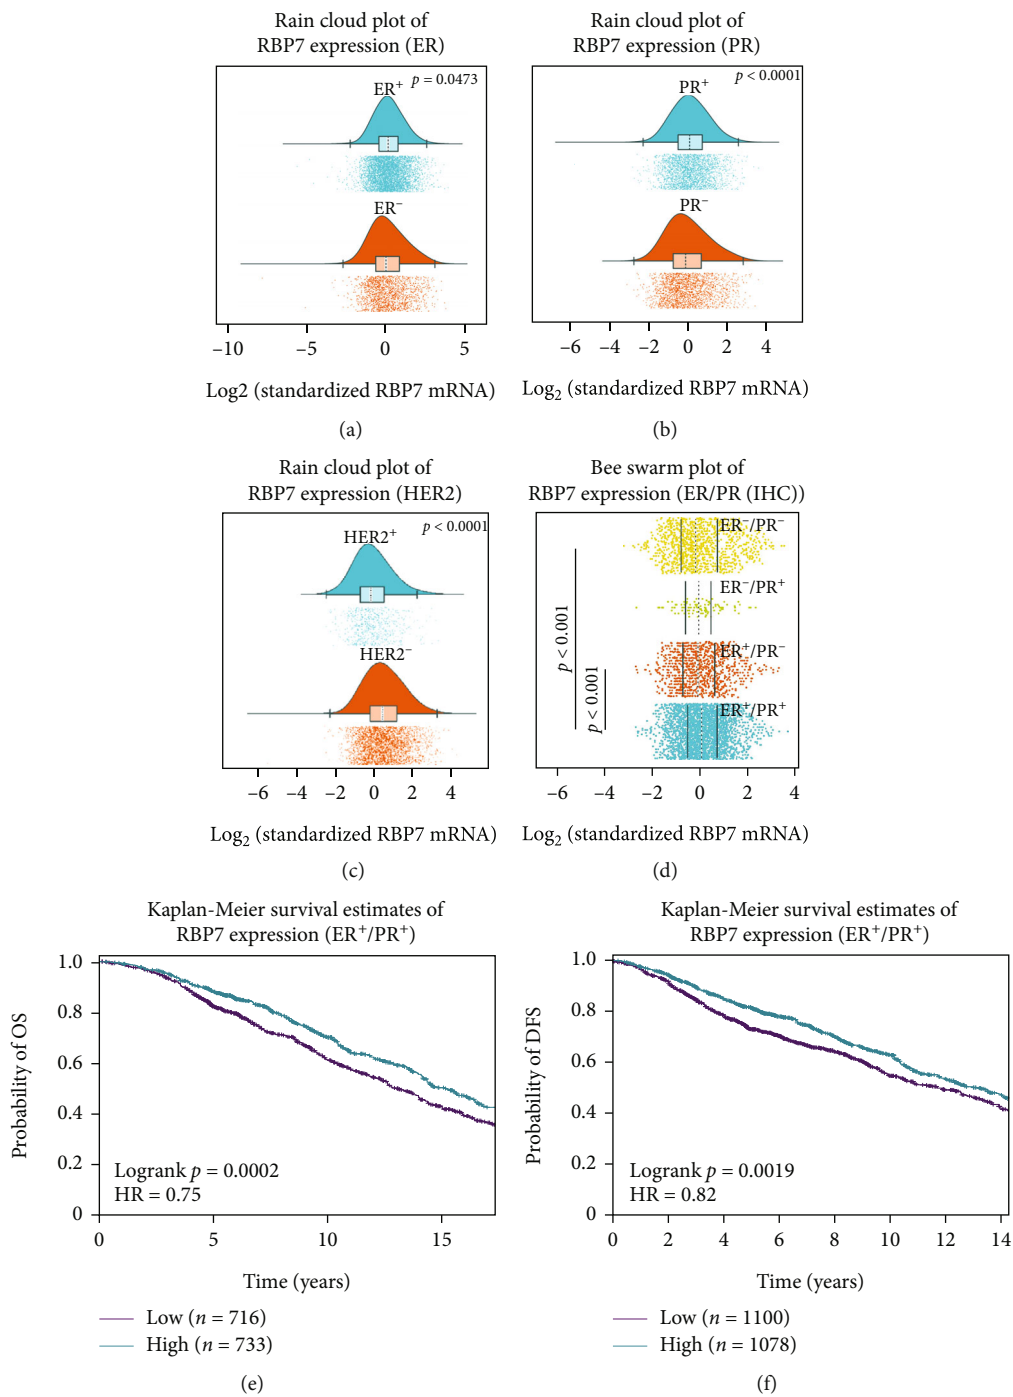 Rain cloud plot of
RBP7 expression (ER)
p = 0.0473
ER⁺
ER⁻
−10 −5 0 5
Log2 (standardized RBP7 mRNA)
(a)
Rain cloud plot of
RBP7 expression (PR)
p < 0.0001
PR⁺
PR⁻
−6 −4 −2 0 2 4
Log₂ (standardized RBP7 mRNA)
(b)
Rain cloud plot of
RBP7 expression (HER2)
p < 0.0001
HER2⁺
HER2⁻
−6 −4 −2 0 2 4
Log₂ (standardized RBP7 mRNA)
(c)
Bee swarm plot of
RBP7 expression (ER/PR (IHC))
ER⁻/PR⁻
ER⁻/PR⁺
ER⁺/PR⁻
ER⁺/PR⁺
p < 0.001
p < 0.001
−6 −4 −2 0 2 4
Log₂ (standardized RBP7 mRNA)
(d)
Kaplan-Meier survival estimates of
RBP7 expression (ER⁺/PR⁺)
Probability of OS
1.0
0.8
0.6
0.4
0.2
0
Logrank p = 0.0002
HR = 0.75
0 5 10 15
Time (years)
Low (n = 716)
High (n = 733)
(e)
Kaplan-Meier survival estimates of
RBP7 expression (ER⁺/PR⁺)
Probability of DFS
1.0
0.8
0.6
0.4
0.2
0
Logrank p = 0.0019
HR = 0.82
0 2 4 6 8 10 12 14
Time (years)
Low (n = 1100)
High (n = 1078)
(f)